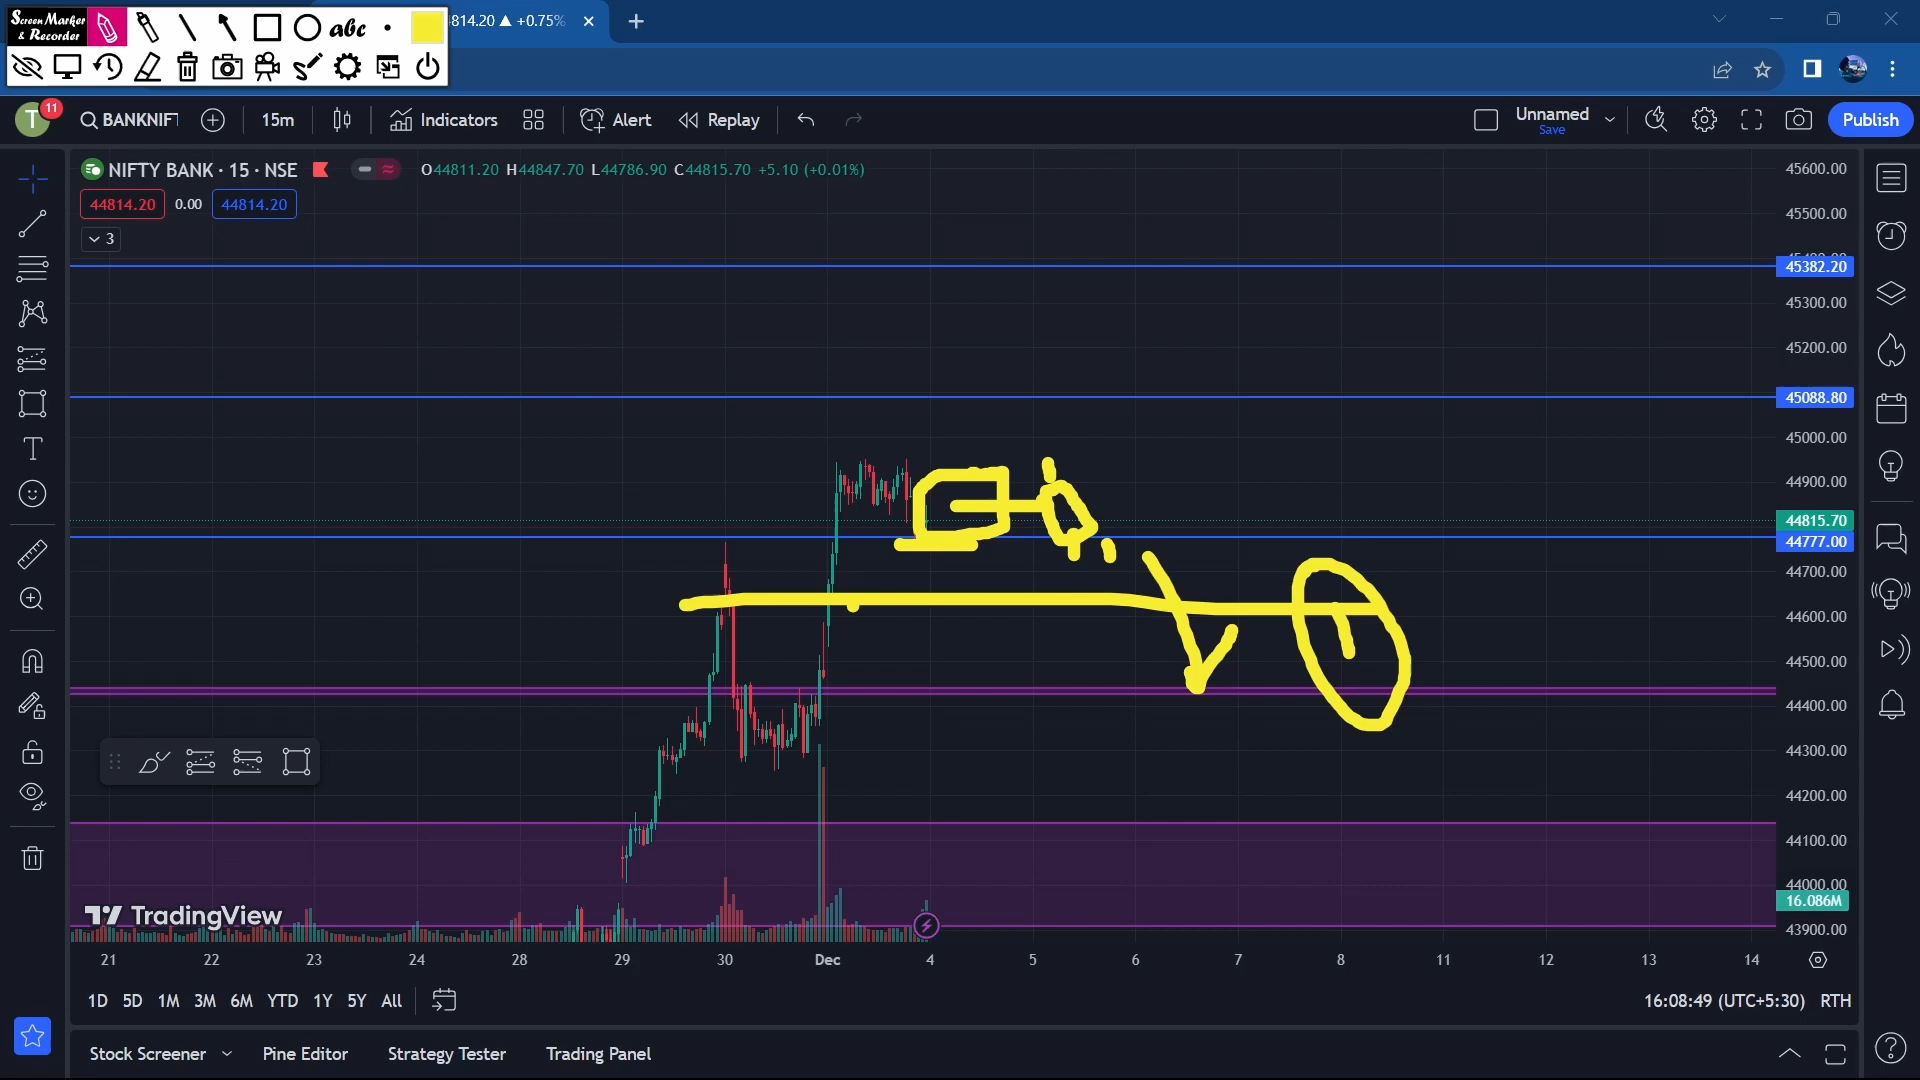 Screen Marker
& Recorder
abc
4814.20 ▲ +0.75%
T
11
BANKNIF
15m
Indicators
Alert
Replay
Unnamed
Save
Publish
NIFTY BANK · 15 · NSE
O44811.20 H44847.70 L44786.90 C44815.70 +5.10 (+0.01%)
44814.20
0.00
44814.20
3
45600.00
45500.00
45382.20
45300.00
45200.00
45088.80
45000.00
44900.00
44815.70
44777.00
44700.00
44600.00
44500.00
44400.00
44300.00
44200.00
44100.00
44000.00
16.086M
43900.00
TradingView
21 22 23 24 28 29 30 Dec 4 5 6 7 8 11 12 13 14
1D 5D 1M 3M 6M YTD 1Y 5Y All
16:08:49 (UTC+5:30) RTH
Stock Screener
Pine Editor
Strategy Tester
Trading Panel